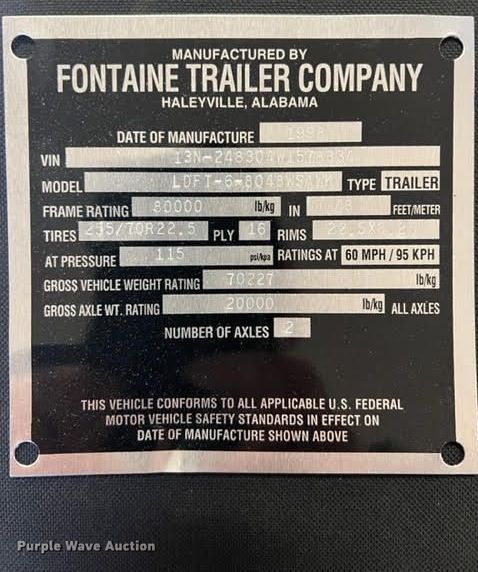 MANUFACTURED BY
FONTAINE TRAILER COMPANY
HALEYVILLE, ALABAMA
DATE OF MANUFACTURE
VIN
MODEL TYPE TRAILER
FRAME RATING 80000 lb/kg IN FEET/METER
TIRES 255/70R22.5 PLY 16 RIMS
AT PRESSURE 115 psi/kpa RATINGS AT 60 MPH / 95 KPH
GROSS VEHICLE WEIGHT RATING 70227 lb/kg
GROSS AXLE WT. RATING 20000 lb/kg ALL AXLES
NUMBER OF AXLES 2
THIS VEHICLE CONFORMS TO ALL APPLICABLE U.S. FEDERAL
MOTOR VEHICLE SAFETY STANDARDS IN EFFECT ON
DATE OF MANUFACTURE SHOWN ABOVE
Purple Wave Auction